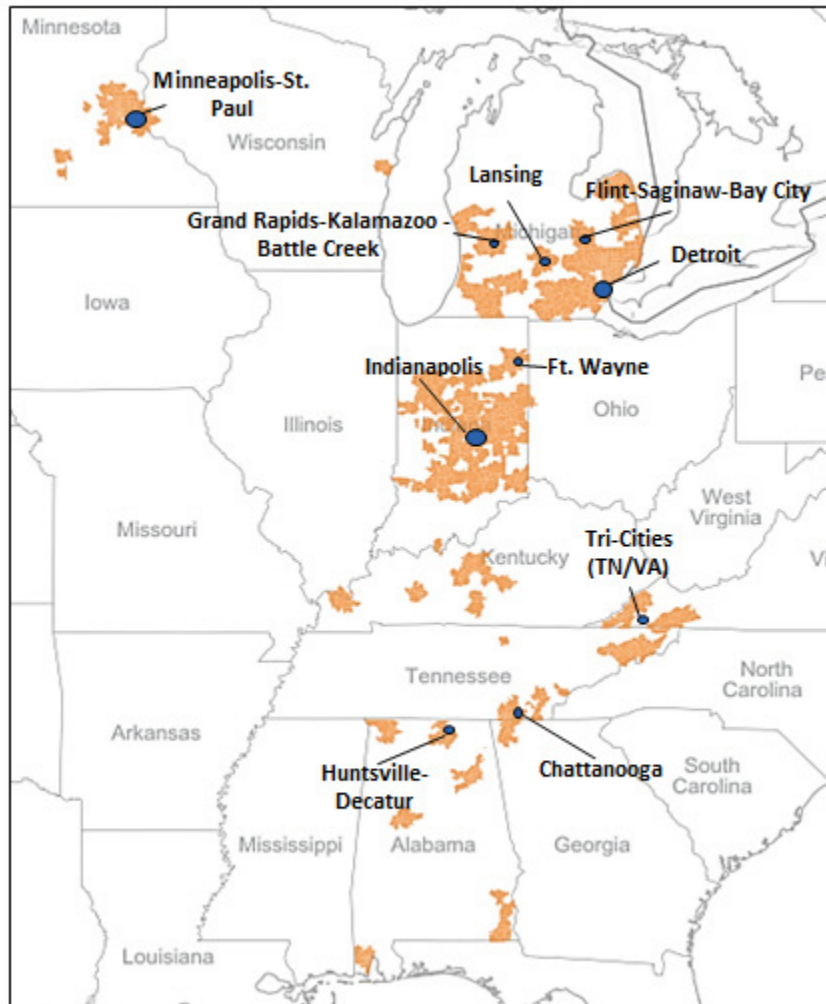 Minnesota
Minneapolis-St.
Paul
Wisconsin
Lansing
Flint-Saginaw-Bay City
Grand Rapids-Kalamazoo -
Battle Creek
Michigan
Detroit
Iowa
Indianapolis
Ft. Wayne
Pe
Illinois
Ohio
West
Virginia
Missouri
Kentucky
Tri-Cities
(TN/VA)
Vi
Tennessee
North
Carolina
Arkansas
Huntsville-
Decatur
Chattanooga
South
Carolina
Mississippi
Alabama
Georgia
Louisiana